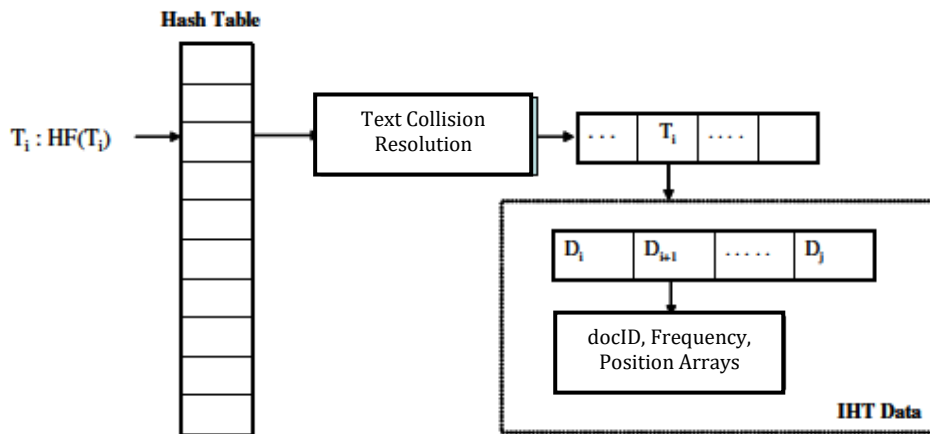 Hash Table
Tᵢ : HF(Tᵢ)
Text Collision
Resolution
. . . Tᵢ . . . .
Dᵢ Dᵢ₊₁ . . . . . Dⱼ
docID, Frequency,
Position Arrays
IHT Data